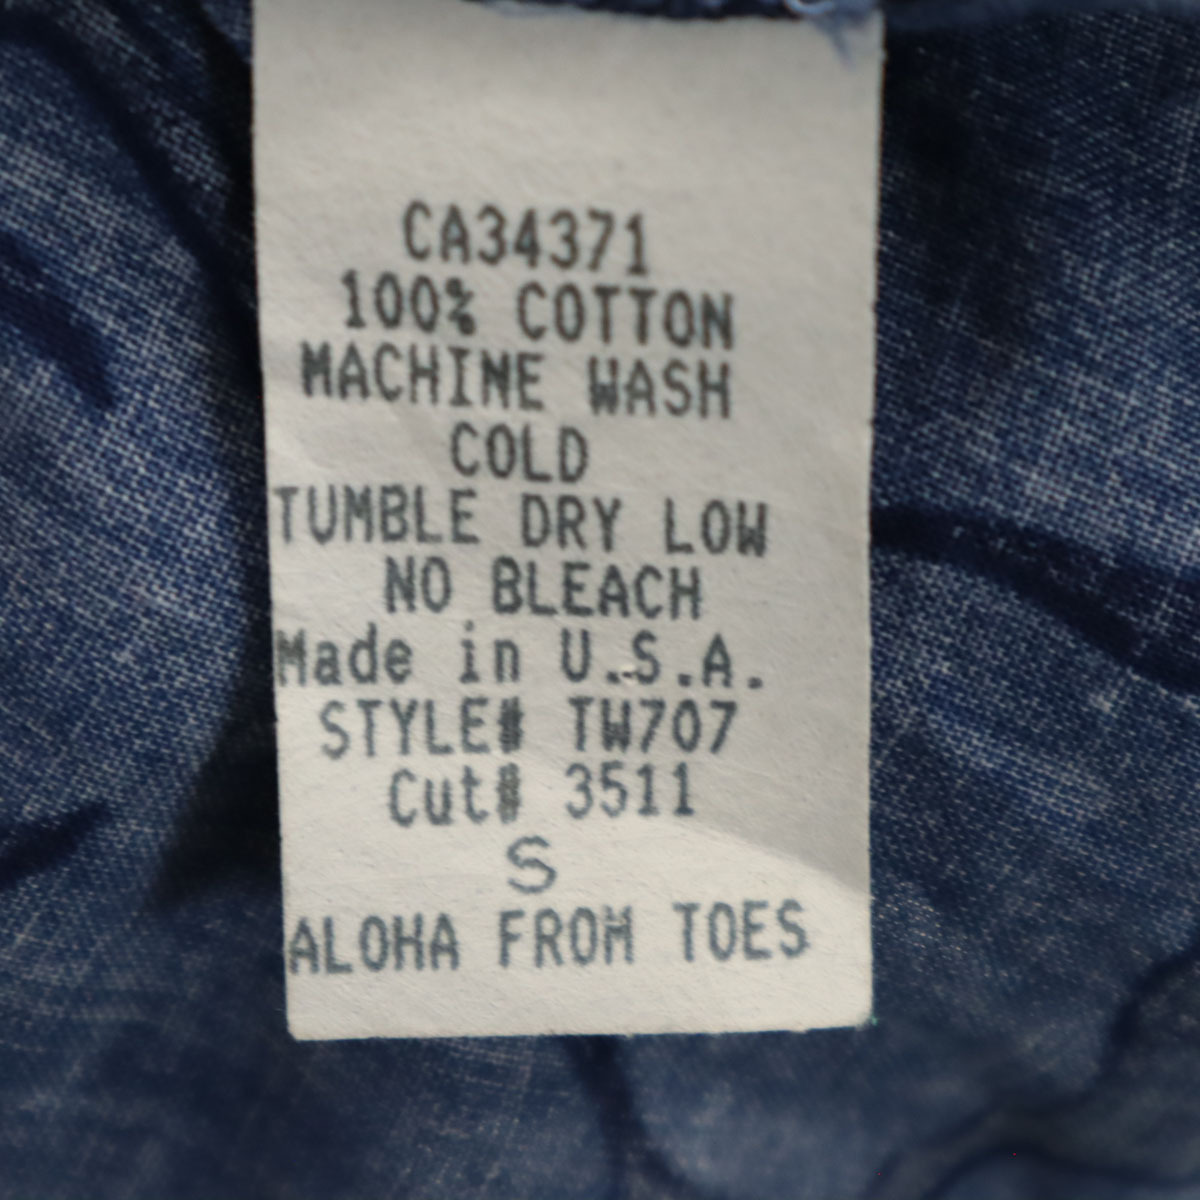 CA34371
100% COTTON
MACHINE WASH
COLD
TUMBLE DRY LOW
NO BLEACH
Made in U.S.A.
STYLE# TW707
Cut# 3511
S
ALOHA FROM TOES